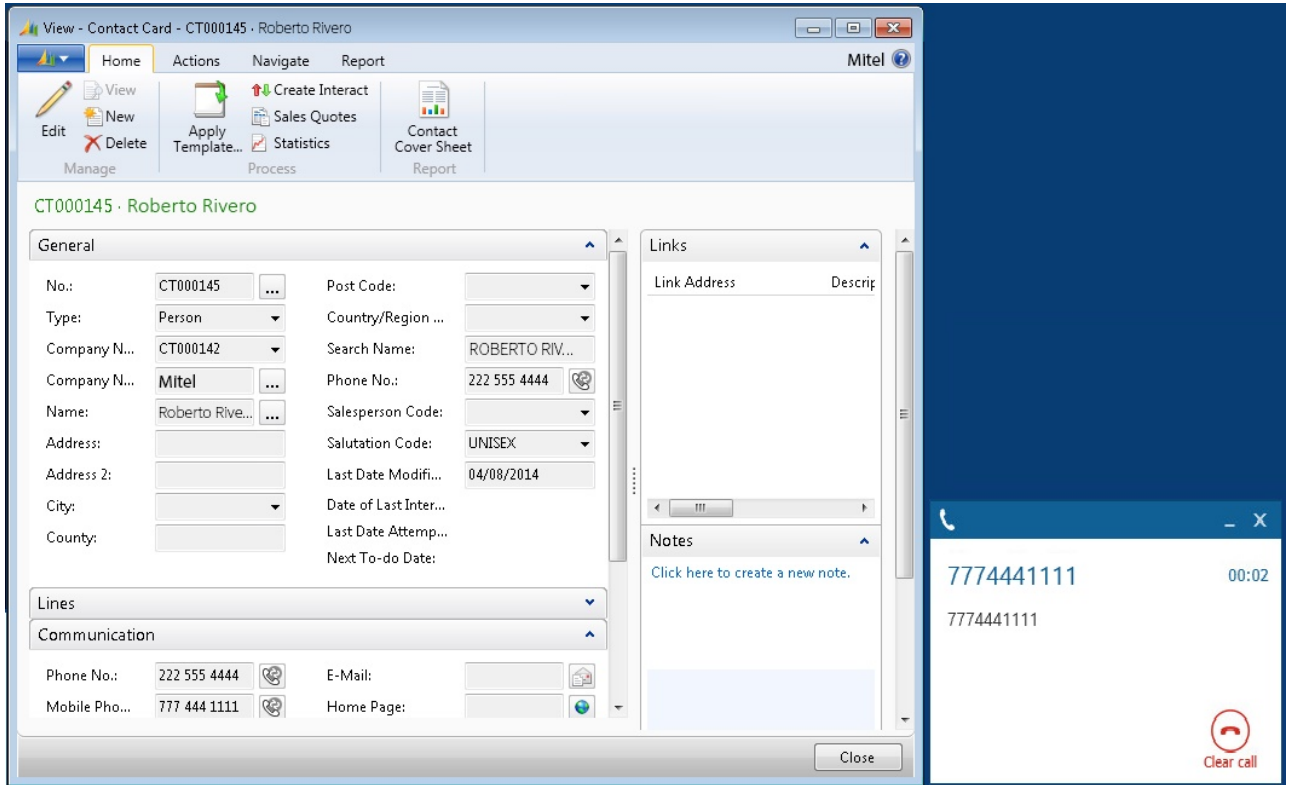 View - Contact Card - CT000145 · Roberto Rivero
Home Actions Navigate Report Mitel
View
New
Delete
Edit
Manage
Apply
Template...
Create Interact
Sales Quotes
Statistics
Process
Contact
Cover Sheet
Report
CT000145 · Roberto Rivero
General
No.: CT000145 ... Post Code:
Type: Person Country/Region ...
Company N... CT000142 Search Name: ROBERTO RIV...
Company N... Mitel ... Phone No.: 222 555 4444
Name: Roberto Rive... ... Salesperson Code:
Address: Salutation Code: UNISEX
Address 2: Last Date Modifi... 04/08/2014
City: Date of Last Inter...
County: Last Date Attemp...
Next To-do Date:
Lines
Communication
Phone No.: 222 555 4444 E-Mail:
Mobile Pho... 777 444 1111 Home Page:
Links
Link Address Descrip
Notes
Click here to create a new note.
Close
7774441111 00:02
7774441111
Clear call